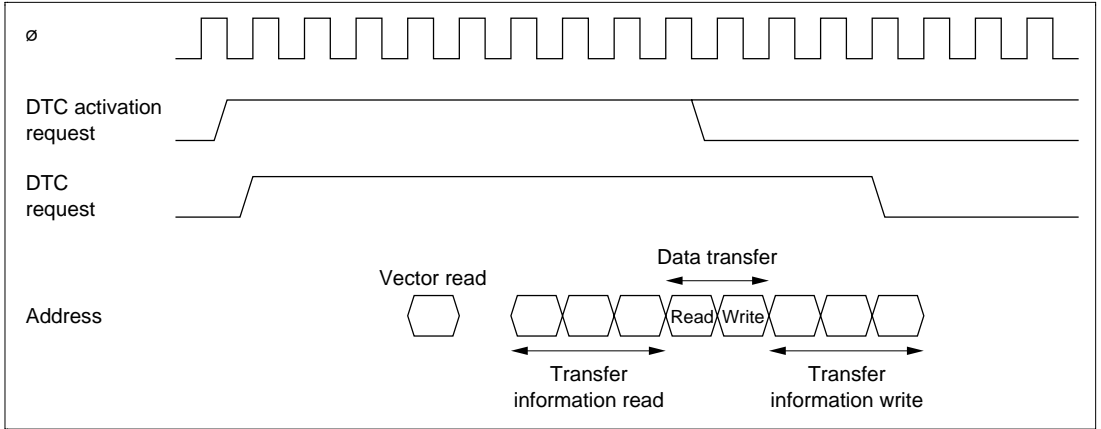 ø
DTC activation
request
DTC
request
Data transfer
Vector read
Address
Read
Write
Transfer
information read
Transfer
information write